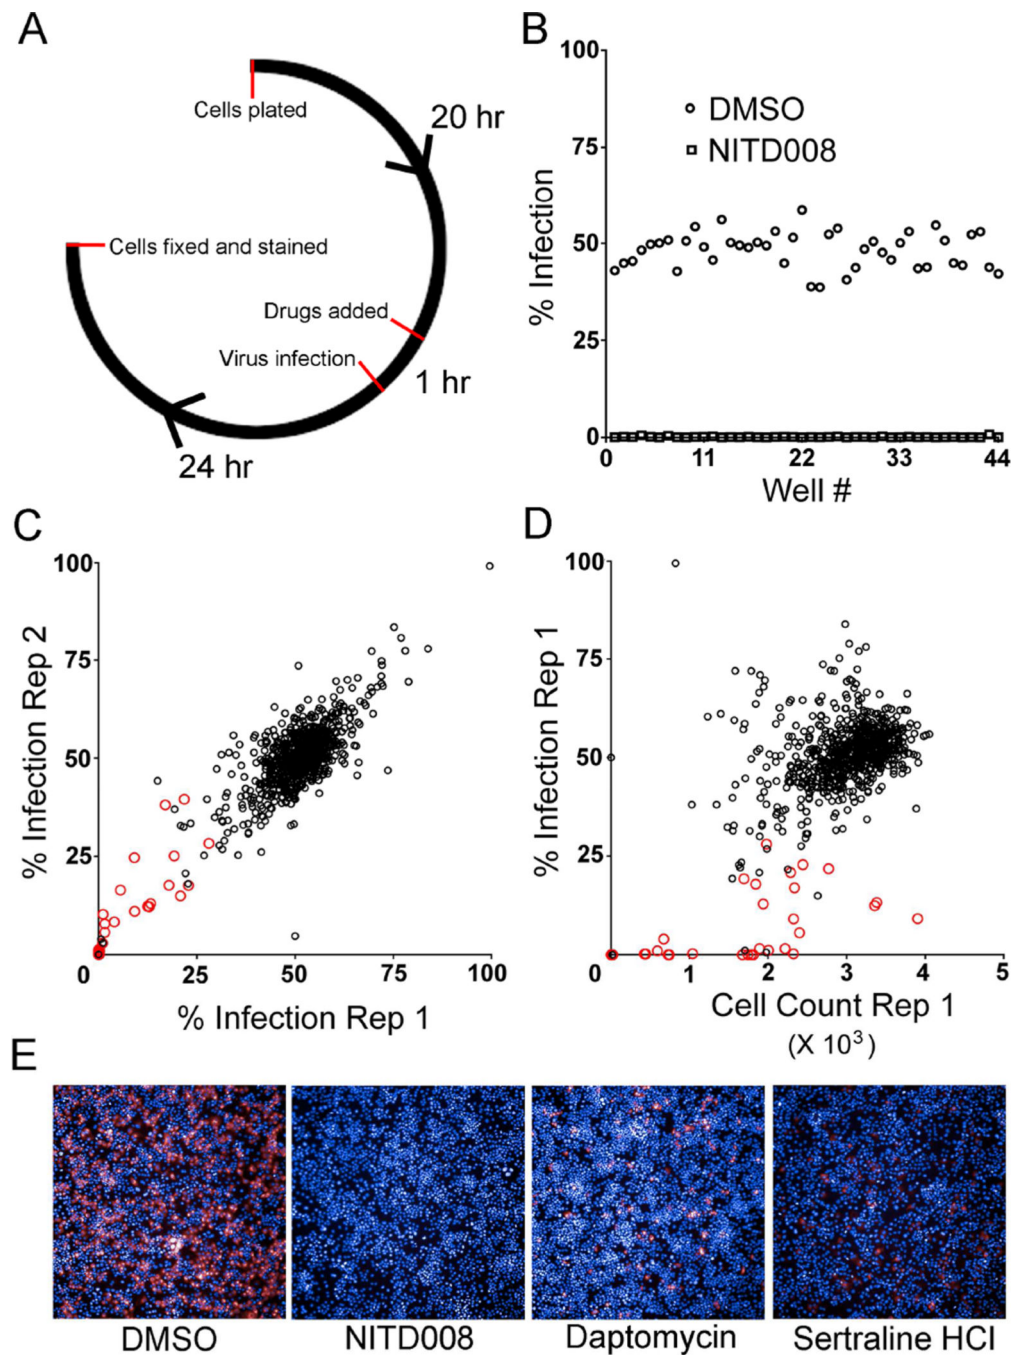 A
Cells plated
20 hr
Cells fixed and stained
Drugs added
Virus infection
1 hr
24 hr
B
100
75
50
25
0
% Infection
DMSO
NITD008
0
11
22
33
44
Well #
C
100
75
50
25
% Infection Rep 2
0
25
50
75
100
% Infection Rep 1
D
100
75
50
25
% Infection Rep 1
0
1
2
3
4
5
Cell Count Rep 1
(X 10³)
E
DMSO
NITD008
Daptomycin
Sertraline HCl